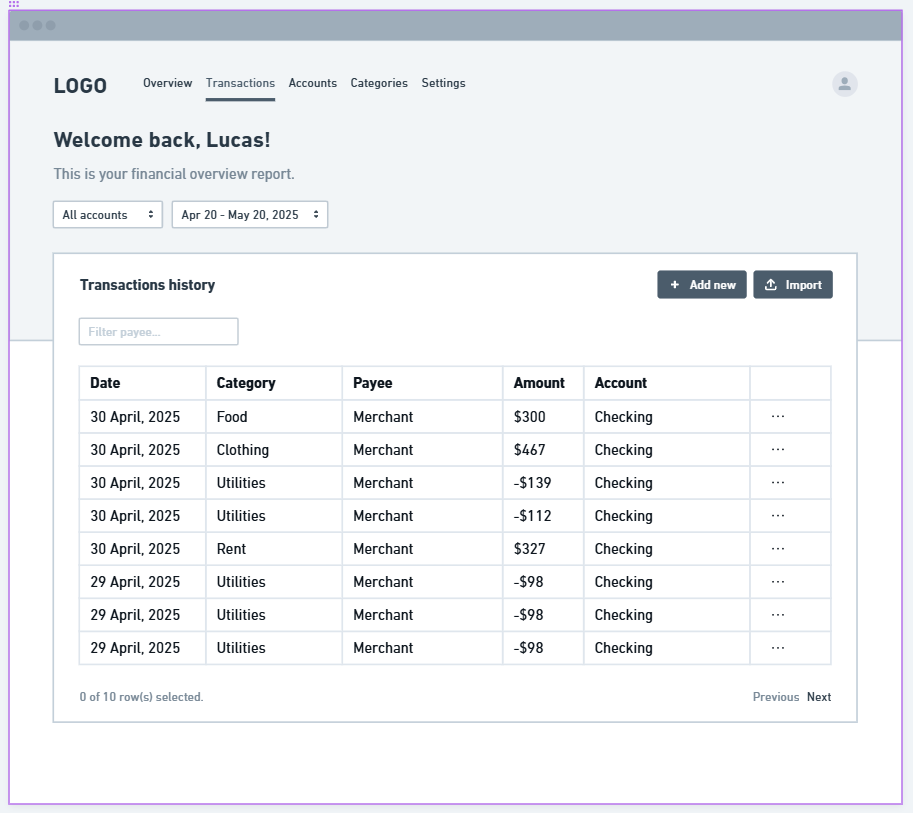 LOGO Overview Transactions Accounts Categories Settings
Welcome back, Lucas!
This is your financial overview report.
All accounts Apr 20 - May 20, 2025
Transactions history + Add new Import
Filter payee...
Date Category Payee Amount Account
30 April, 2025 Food Merchant $300 Checking ...
30 April, 2025 Clothing Merchant $467 Checking ...
30 April, 2025 Utilities Merchant -$139 Checking ...
30 April, 2025 Utilities Merchant -$112 Checking ...
30 April, 2025 Rent Merchant $327 Checking ...
29 April, 2025 Utilities Merchant -$98 Checking ...
29 April, 2025 Utilities Merchant -$98 Checking ...
29 April, 2025 Utilities Merchant -$98 Checking ...
0 of 10 row(s) selected. Previous Next